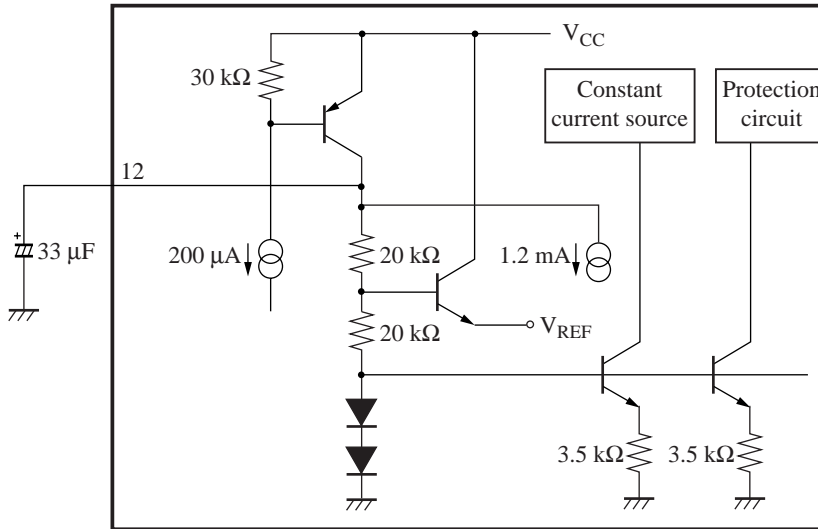 V_CC
30 kΩ
Constant
current source
Protection
circuit
12
+
33 μF
200 μA
20 kΩ
1.2 mA
20 kΩ
V_REF
3.5 kΩ
3.5 kΩ